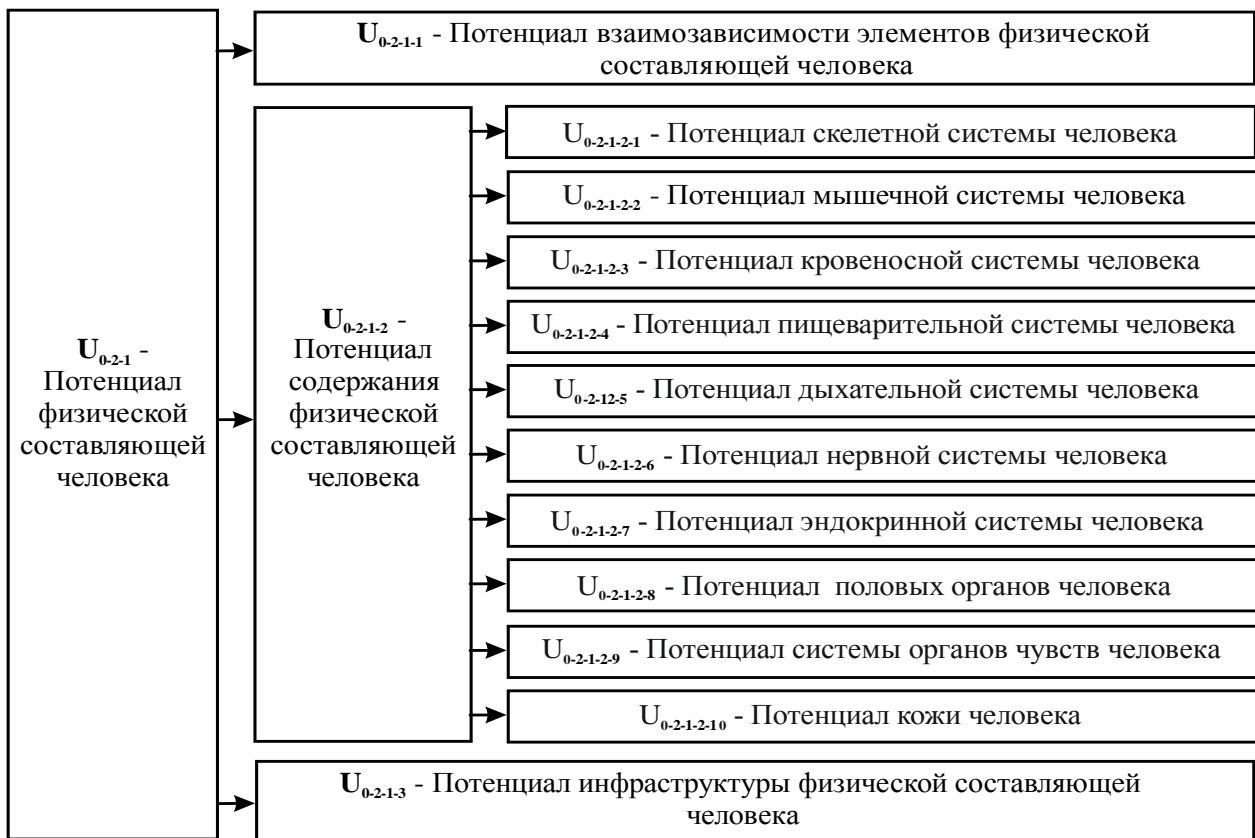 U0-2-1-1 - Потенциал взаимозависимости элементов физической
составляющей человека
U0-2-1 -
Потенциал
физической
составляющей
человека
U0-2-1-2 -
Потенциал
содержания
физической
составляющей
человека
U0-2-1-2-1 - Потенциал скелетной системы человека
U0-2-1-2-2 - Потенциал мышечной системы человека
U0-2-1-2-3 - Потенциал кровеносной системы человека
U0-2-1-2-4 - Потенциал пищеварительной системы человека
U0-2-12-5 - Потенциал дыхательной системы человека
U0-2-1-2-6 - Потенциал нервной системы человека
U0-2-1-2-7 - Потенциал эндокринной системы человека
U0-2-1-2-8 - Потенциал половых органов человека
U0-2-1-2-9 - Потенциал системы органов чувств человека
U0-2-1-2-10 - Потенциал кожи человека
U0-2-1-3 - Потенциал инфраструктуры физической составляющей
человека